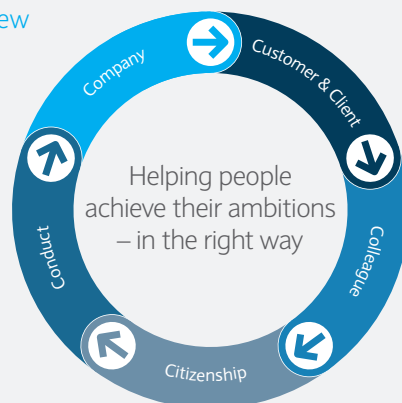 ew
Company
Customer & Client
Colleague
Citizenship
Conduct
Helping people
achieve their ambitions
– in the right way